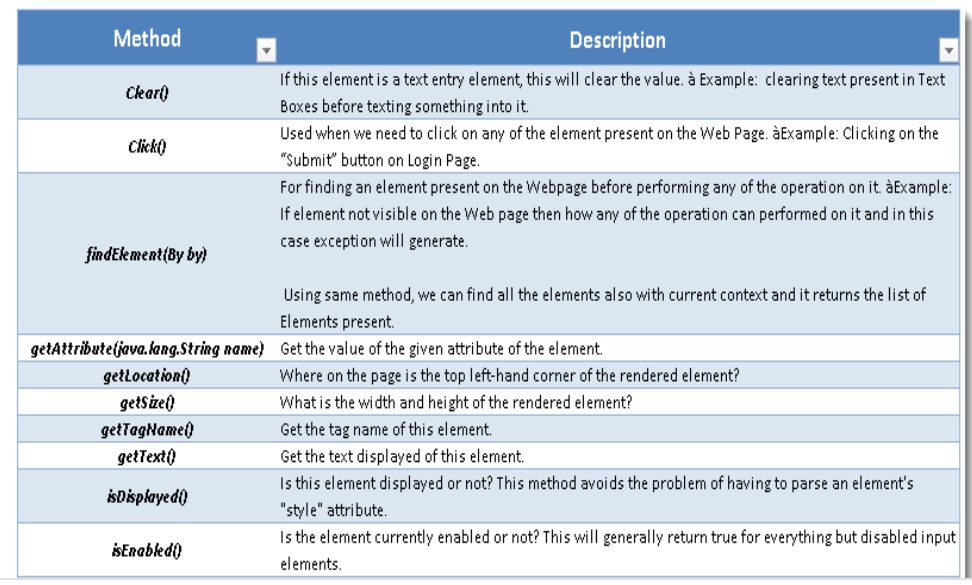 Method Description
Clear() If this element is a text entry element, this will clear the value. à Example: clearing text present in Text
Boxes before texting something into it.
Click() Used when we need to click on any of the element present on the Web Page. àExample: Clicking on the
“Submit” button on Login Page.
findElement(By by) For finding an element present on the Webpage before performing any of the operation on it. àExample:
If element not visible on the Web page then how any of the operation can performed on it and in this
case exception will generate.
Using same method, we can find all the elements also with current context and it returns the list of
Elements present.
getAttribute(java.lang.String name) Get the value of the given attribute of the element.
getLocation() Where on the page is the top left-hand corner of the rendered element?
getSize() What is the width and height of the rendered element?
getTagName() Get the tag name of this element.
getText() Get the text displayed of this element.
isDisplayed() Is this element displayed or not? This method avoids the problem of having to parse an element's
"style" attribute.
isEnabled() Is the element currently enabled or not? This will generally return true for everything but disabled input
elements.